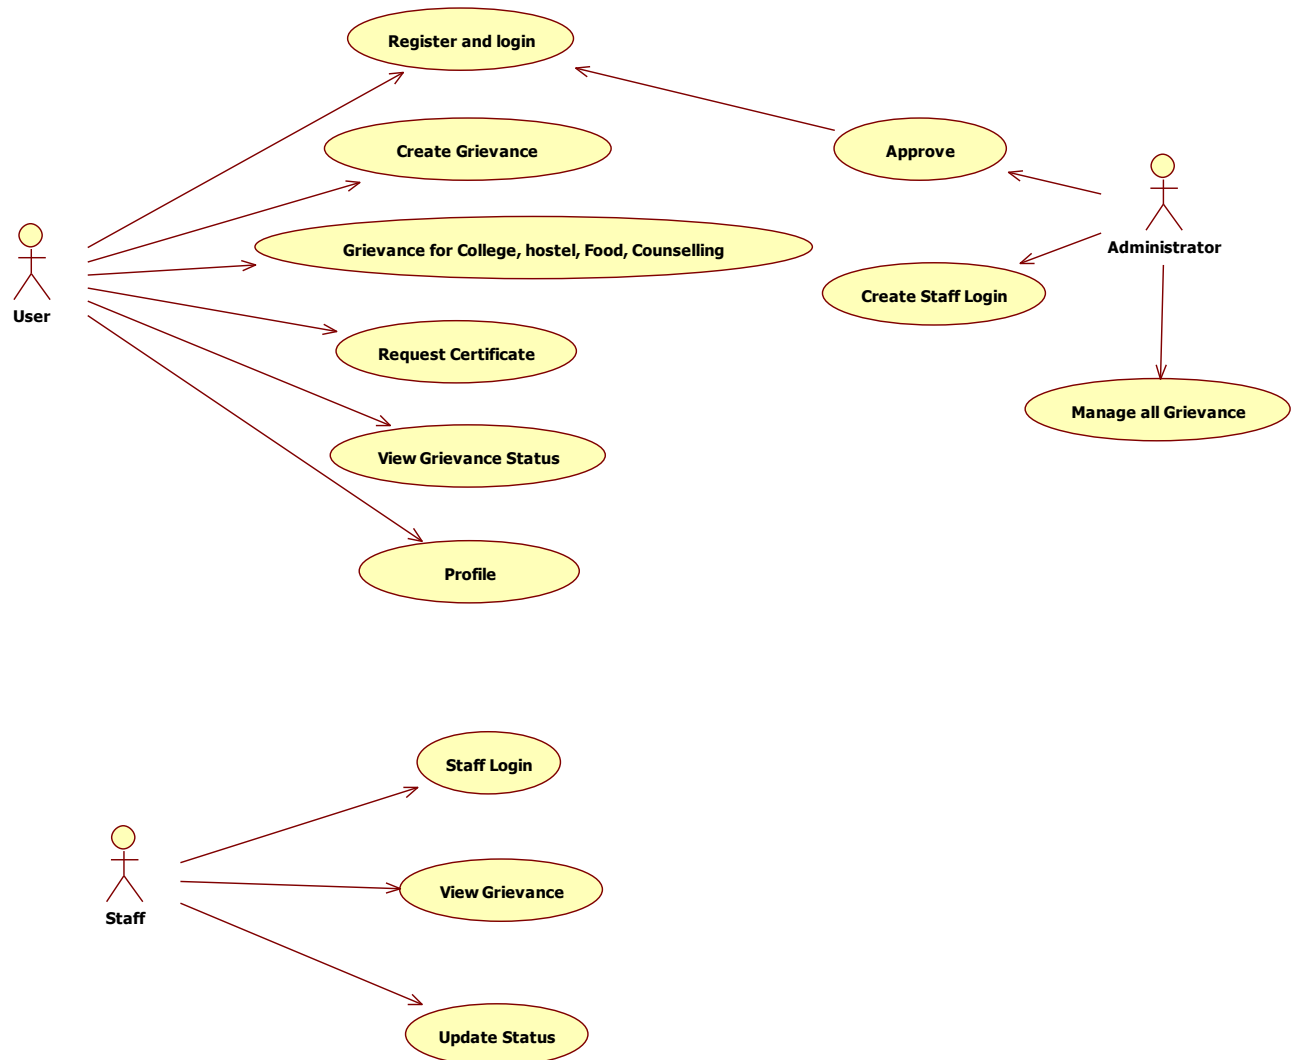 Register and login
Create Grievance
Approve
Grievance for College, hostel, Food, Counselling
Administrator
User
Create Staff Login
Request Certificate
Manage all Grievance
View Grievance Status
Profile
Staff Login
View Grievance
Staff
Update Status